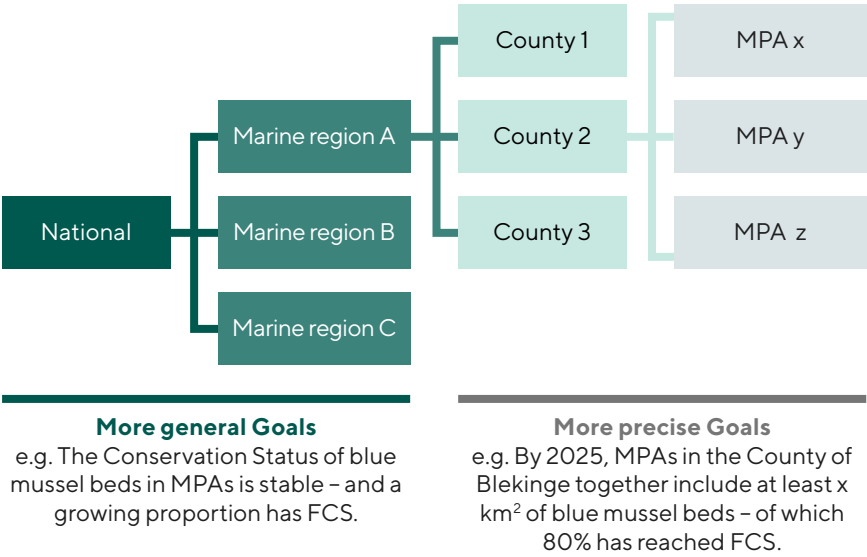 National
Marine region A
Marine region B
Marine region C
County 1
County 2
County 3
MPA x
MPA y
MPA z
More general Goals
e.g. The Conservation Status of blue
mussel beds in MPAs is stable – and a
growing proportion has FCS.
More precise Goals
e.g. By 2025, MPAs in the County of
Blekinge together include at least x
km² of blue mussel beds – of which
80% has reached FCS.